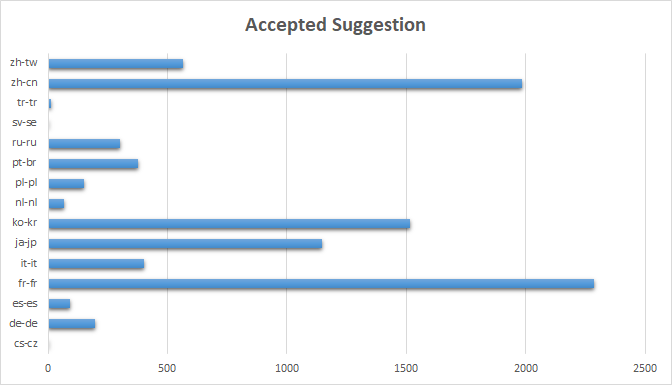 Accepted Suggestion
zh-tw
zh-cn
tr-tr
sv-se
ru-ru
pt-br
pl-pl
nl-nl
ko-kr
ja-jp
it-it
fr-fr
es-es
de-de
cs-cz
0 500 1000 1500 2000 2500